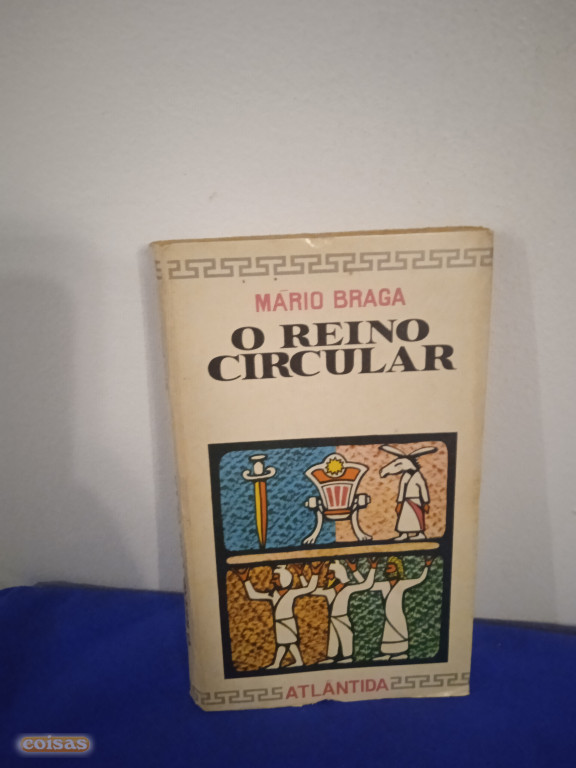 MÁRIO BRAGA
O REINO
CIRCULAR
ATLÂNTIDA
coisas